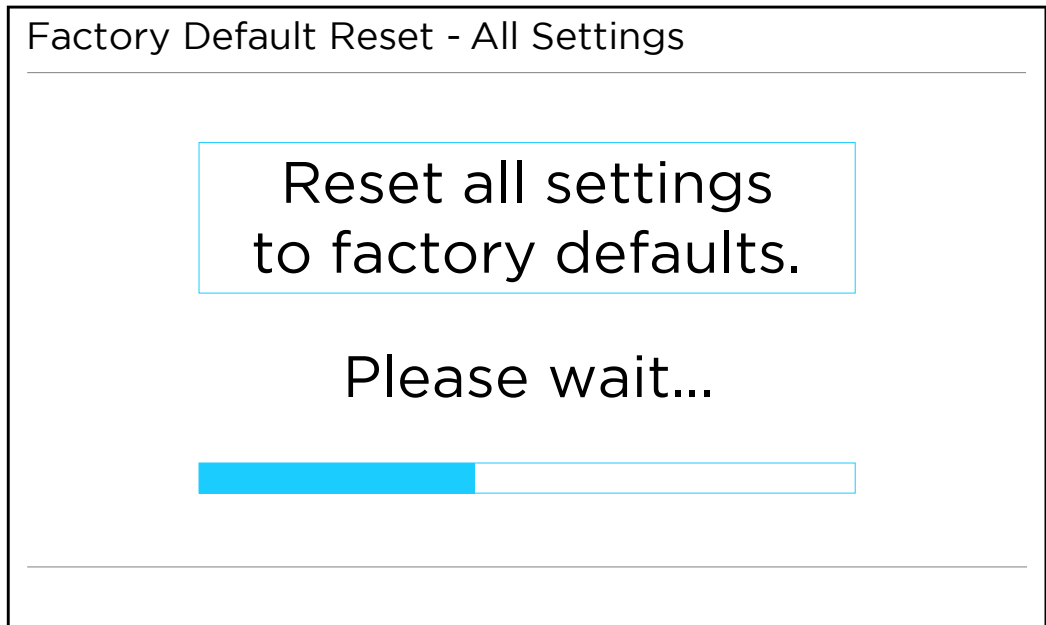 Factory Default Reset - All Settings
Reset all settings
to factory defaults.
Please wait...